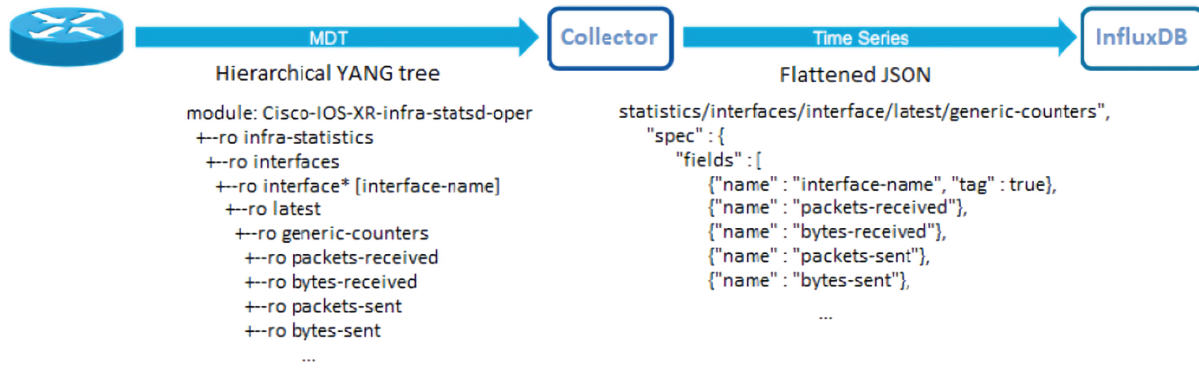 MDT
Collector
Time Series
InfluxDB
Hierarchical YANG tree
module: Cisco-IOS-XR-infra-statsd-oper
+--ro infra-statistics
+--ro interfaces
+--ro interface* [interface-name]
+--ro latest
+--ro generic-counters
+--ro packets-received
+--ro bytes-received
+--ro packets-sent
+--ro bytes-sent
...
Flattened JSON
statistics/interfaces/interface/latest/generic-counters",
"spec" : {
"fields" : [
{"name" : "interface-name", "tag" : true},
{"name" : "packets-received"},
{"name" : "bytes-received"},
{"name" : "packets-sent"},
{"name" : "bytes-sent"},
...